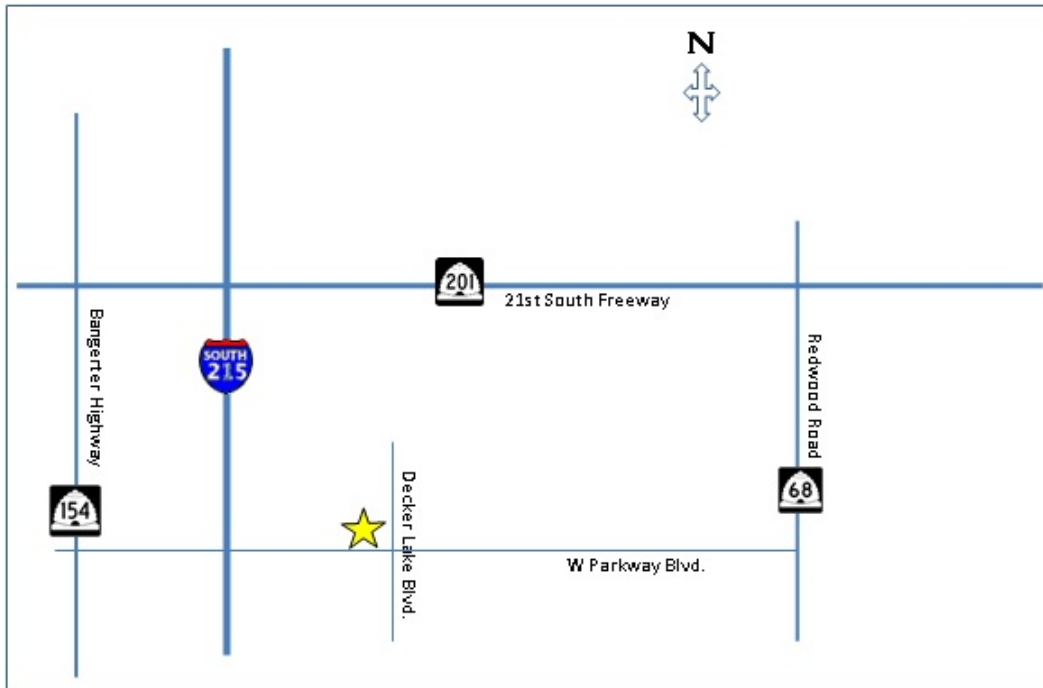 N
201
21st South Freeway
Bangerter Highway
SOUTH
215
Redwood Road
154
Decker Lake Blvd.
68
W Parkway Blvd.